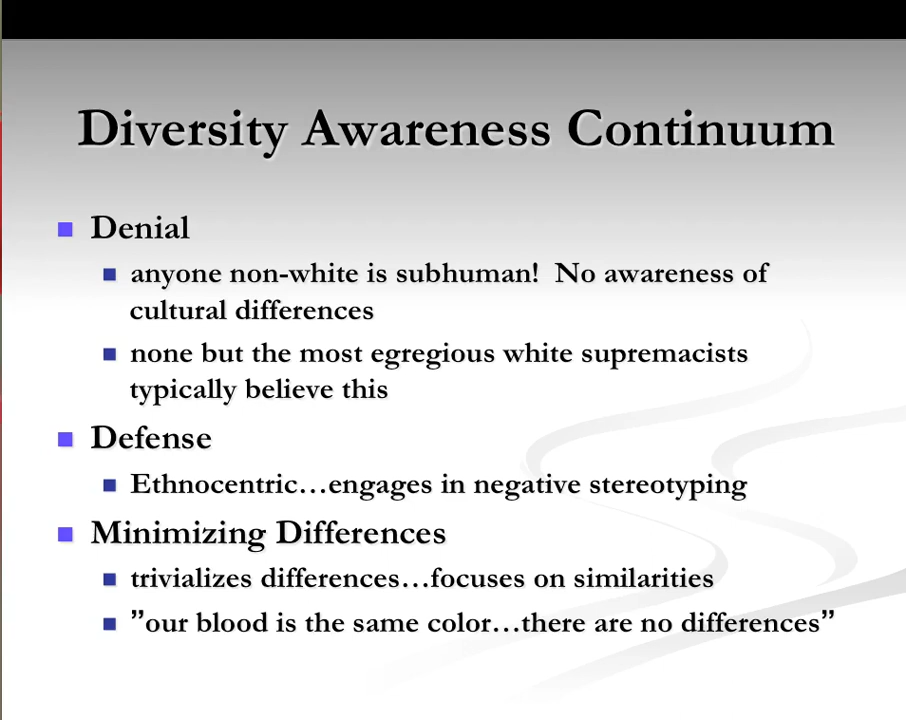 Diversity Awareness Continuum
Denial
anyone non-white is subhuman!  No awareness of
cultural differences
none but the most egregious white supremacists
typically believe this
Defense
Ethnocentric…engages in negative stereotyping
Minimizing Differences
trivializes differences…focuses on similarities
”our blood is the same color…there are no differences”